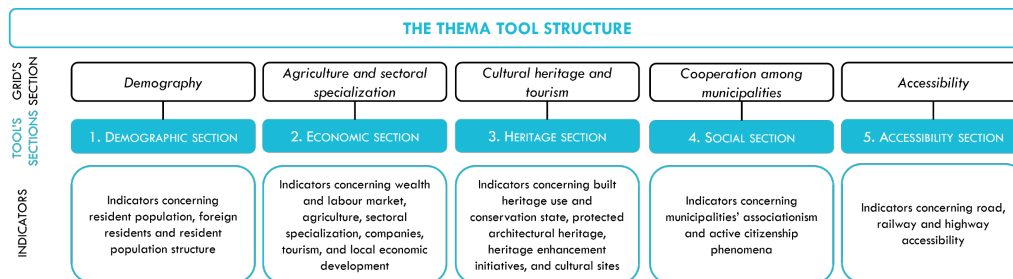 THE THEMA TOOL STRUCTURE
GRID'S
SECTION
Demography
Agriculture and sectoral
specialization
Cultural heritage and
tourism
Cooperation among
municipalities
Accessibility
TOOL'S
SECTIONS
1. DEMOGRAPHIC SECTION
2. ECONOMIC SECTION
3. HERITAGE SECTION
4. SOCIAL SECTION
5. ACCESSIBILITY SECTION
INDICATORS
Indicators concerning
resident population, foreign
residents and resident
population structure
Indicators concerning wealth
and labour market,
agriculture, sectoral
specialization, companies,
tourism, and local economic
development
Indicators concerning built
heritage use and
conservation state, protected
architectural heritage,
heritage enhancement
initiatives, and cultural sites
Indicators concerning
municipalities' associationism
and active citizenship
phenomena
Indicators concerning road,
railway and highway
accessibility